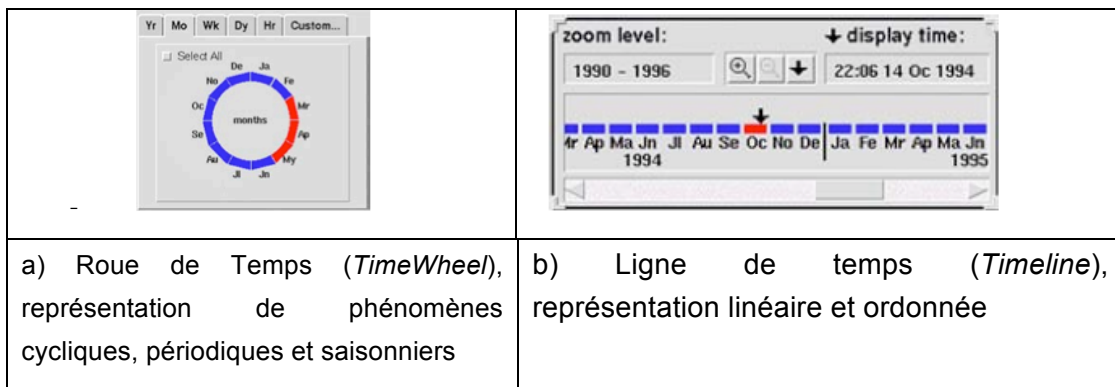 Yr Mo Wk Dy Hr Custom...
Select All
De Ja
No Fe
Oc Mr
months
Se Ap
Au My
Jl Jn
zoom level: display time:
1990 - 1996 22:06 14 Oc 1994
Ap Ma Jn Jl Au Se Oc No De Ja Fe Mr Ap Ma Jn
1994 1995
a) Roue de Temps (TimeWheel),
représentation de phénomènes
cycliques, périodiques et saisonniers
b) Ligne de temps (Timeline),
représentation linéaire et ordonnée